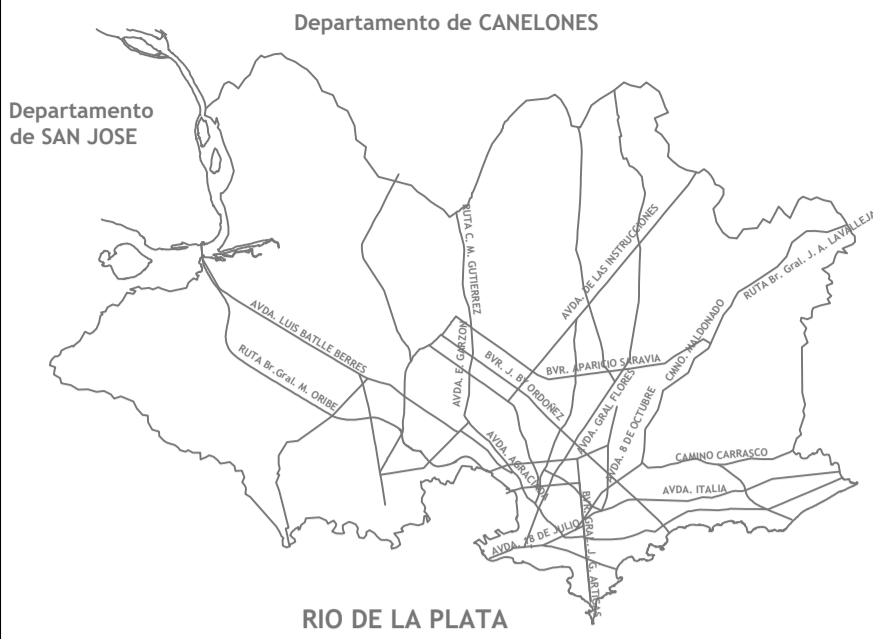 Departamento de CANELONES
Departamento
de SAN JOSE
RUTA C. M. GUTIERREZ
AVDA. DE LAS INSTRUCCIONES
RUTA Br. Gral. J. A. LAVALLEJA
AVDA. LUIS BATLLE BERRES
RUTA Br.Gral. M. ORIBE
AVDA. E. GARZON
BVR. J. BY ORDOÑEZ
BVR. APARICIO SARAVIA
CMNO. MALDONADO
AVDA. GRAL FLORES
AVDA. 8 DE OCTUBRE
AVDA. AGRACIADA
CAMINO CARRASCO
AVDA. ITALIA
BVR. GRAL. J. G. ARTIGAS
AVDA. 18 DE JULIO
RIO DE LA PLATA